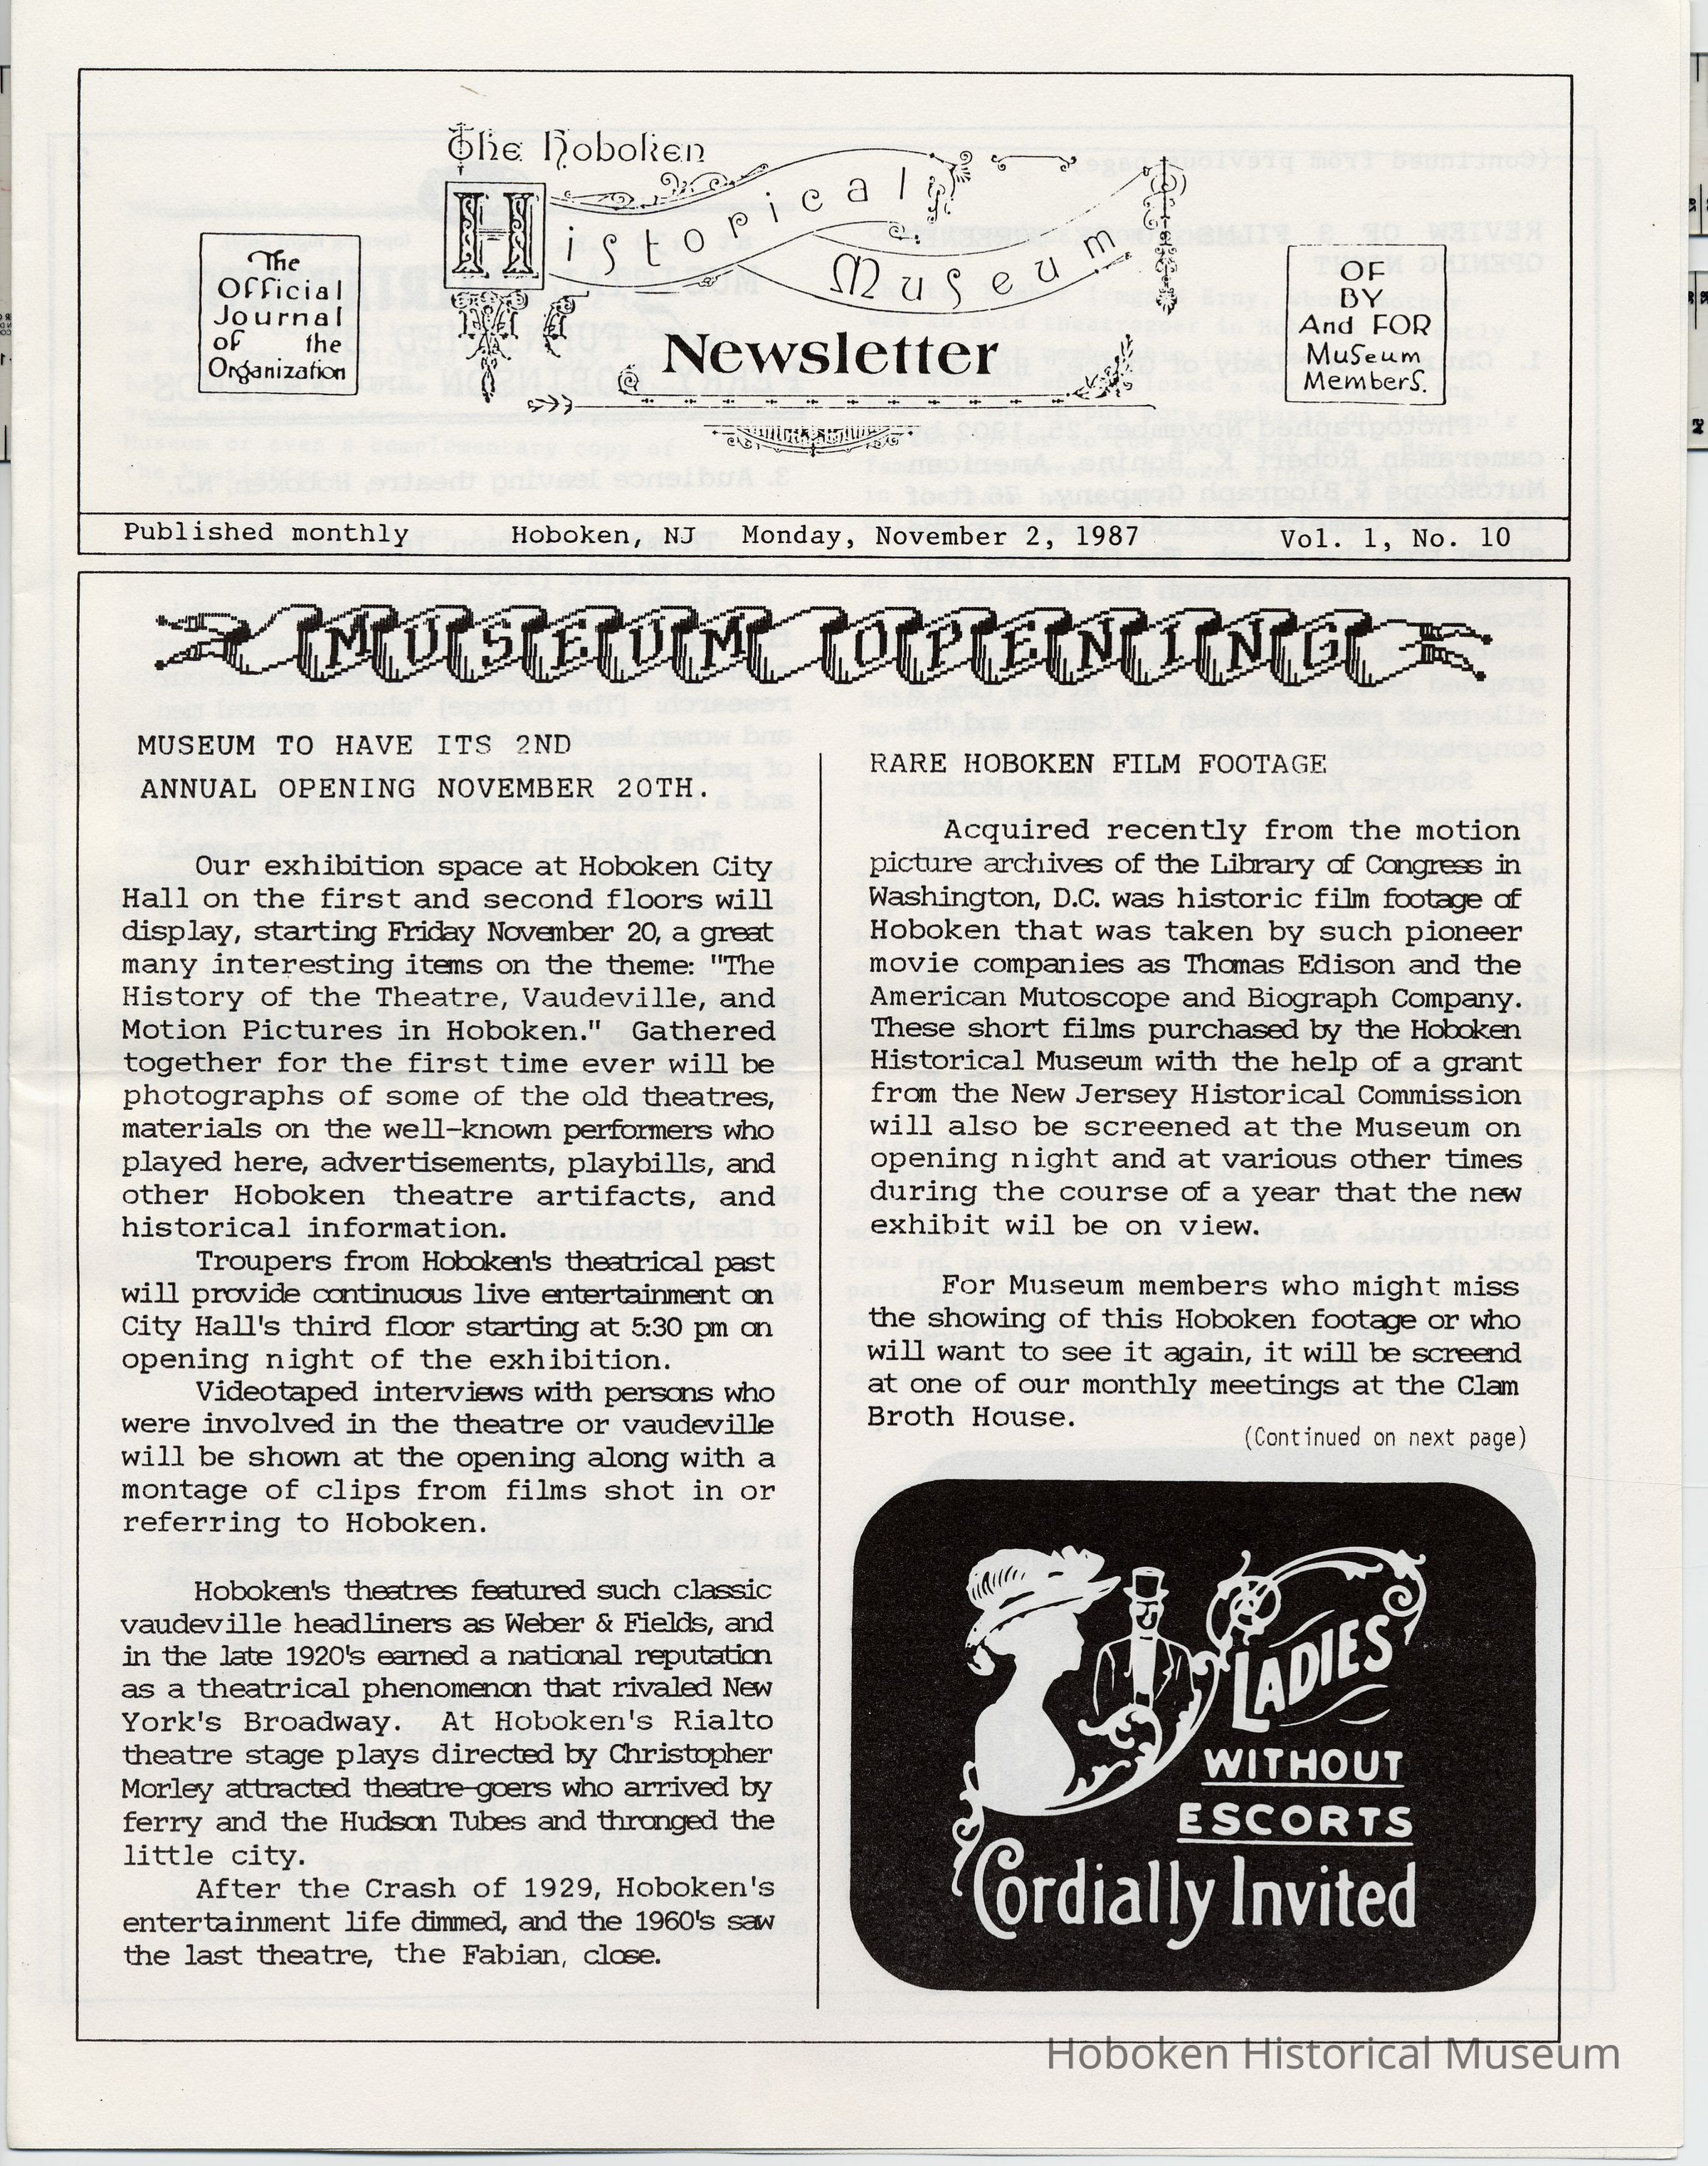 The Hoboken
Historical
Museum
Newsletter
The
Official
Journal
of the
Organization
OF
BY
And FOR
Museum
Members.
Published monthly Hoboken, NJ Monday, November 2, 1987 Vol. 1, No. 10
MUSEUM OPENING
MUSEUM TO HAVE ITS 2ND
ANNUAL OPENING NOVEMBER 20TH.
Our exhibition space at Hoboken City
Hall on the first and second floors will
display, starting Friday November 20, a great
many interesting items on the theme: "The
History of the Theatre, Vaudeville, and
Motion Pictures in Hoboken." Gathered
together for the first time ever will be
photographs of some of the old theatres,
materials on the well-known performers who
played here, advertisements, playbills, and
other Hoboken theatre artifacts, and
historical information.
Troupers from Hoboken's theatrical past
will provide continuous live entertainment on
City Hall's third floor starting at 5:30 pm on
opening night of the exhibition.
Videotaped interviews with persons who
were involved in the theatre or vaudeville
will be shown at the opening along with a
montage of clips from films shot in or
referring to Hoboken.
Hoboken's theatres featured such classic
vaudeville headliners as Weber & Fields, and
in the late 1920's earned a national reputation
as a theatrical phenomenon that rivaled New
York's Broadway. At Hoboken's Rialto
theatre stage plays directed by Christopher
Morley attracted theatre-goers who arrived by
ferry and the Hudson Tubes and thronged the
little city.
After the Crash of 1929, Hoboken's
entertainment life dimmed, and the 1960's saw
the last theatre, the Fabian, close.
RARE HOBOKEN FILM FOOTAGE
Acquired recently from the motion
picture archives of the Library of Congress in
Washington, D.C. was historic film footage of
Hoboken that was taken by such pioneer
movie companies as Thomas Edison and the
American Mutoscope and Biograph Company.
These short films purchased by the Hoboken
Historical Museum with the help of a grant
from the New Jersey Historical Commission
will also be screened at the Museum on
opening night and at various other times
during the course of a year that the new
exhibit wil be on view.
For Museum members who might miss
the showing of this Hoboken footage or who
will want to see it again, it will be screend
at one of our monthly meetings at the Clam
Broth House.
(Continued on next page)
LADIES
WITHOUT
ESCORTS
Cordially Invited
Hoboken Historical Museum